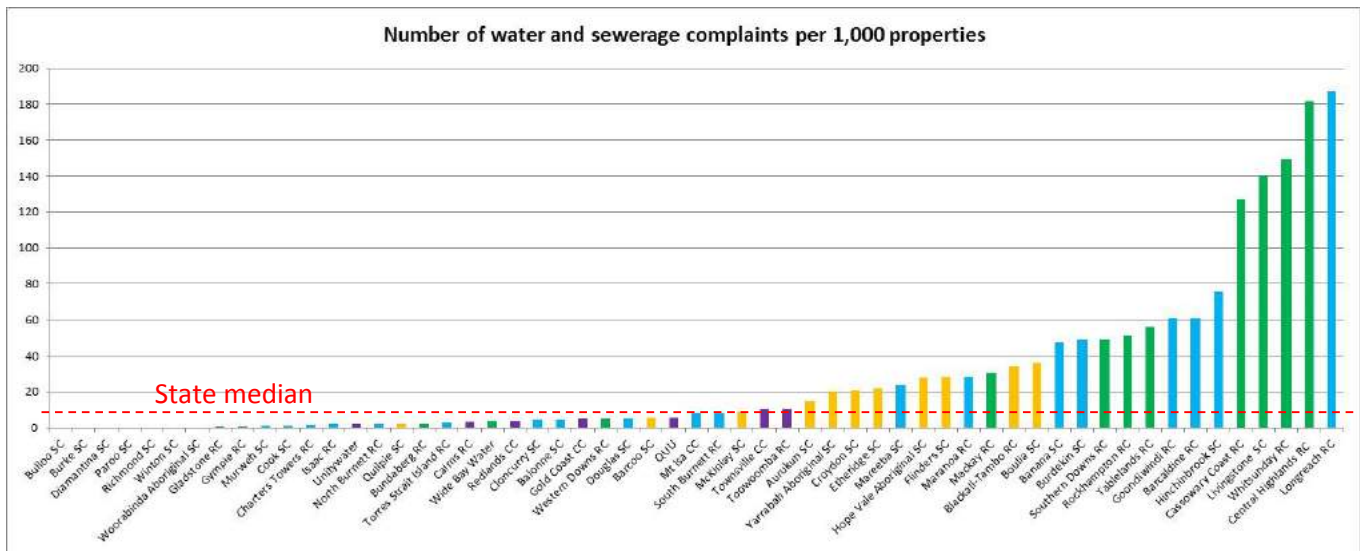 Number of water and sewerage complaints per 1,000 properties
200
180
160
140
120
100
80
60
40
20
0
State median
Bulloo SC
Burke SC
Diamantina SC
Paroo SC
Richmond SC
Winton SC
Woorabinda Aboriginal SC
Gladstone RC
Gympie RC
Murweh SC
Cook SC
Charters Towers RC
Isaac RC
Unitywater
North Burnett RC
Quilpie SC
Bundaberg RC
Torres Strait Island RC
Cairns RC
Wide Bay Water
Redlands CC
Cloncurry SC
Balonne SC
Gold Coast CC
Western Downs RC
Douglas SC
Barcoo SC
QUU
Mt Isa CC
South Burnett RC
McKinlay SC
Townsville CC
Toowoomba RC
Aurukun SC
Yarrabah Aboriginal SC
Croydon SC
Etheridge SC
Mareeba SC
Hope Vale Aboriginal SC
Flinders SC
Maranoa RC
Mackay RC
Blackall-Tambo RC
Boulia SC
Banana SC
Burdekin SC
Southern Downs RC
Rockhampton RC
Tablelands RC
Goondiwindi RC
Barcaldine RC
Hinchinbrook SC
Cassowary Coast RC
Livingstone SC
Whitsunday RC
Central Highlands RC
Longreach RC